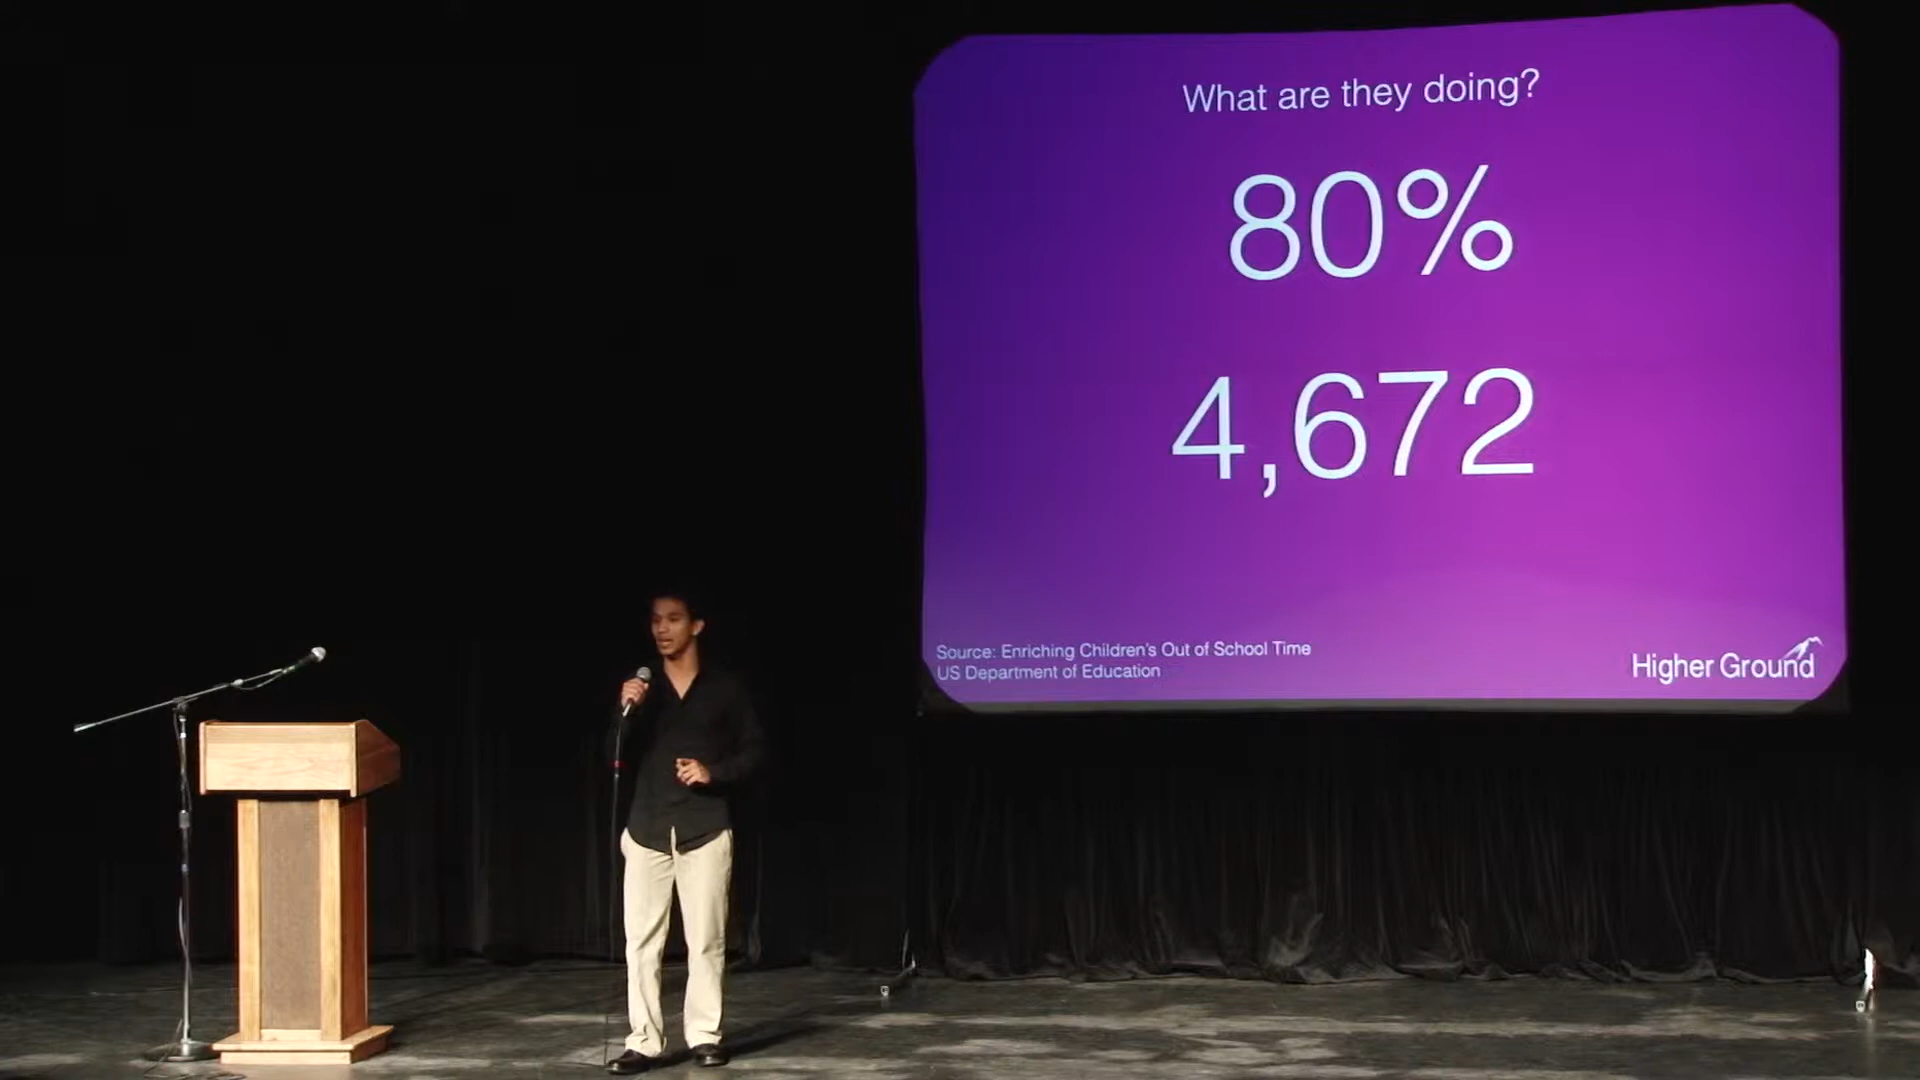 What are they doing?
80%
4,672
Source: Enriching Children's Out of School Time
US Department of Education
Higher Ground